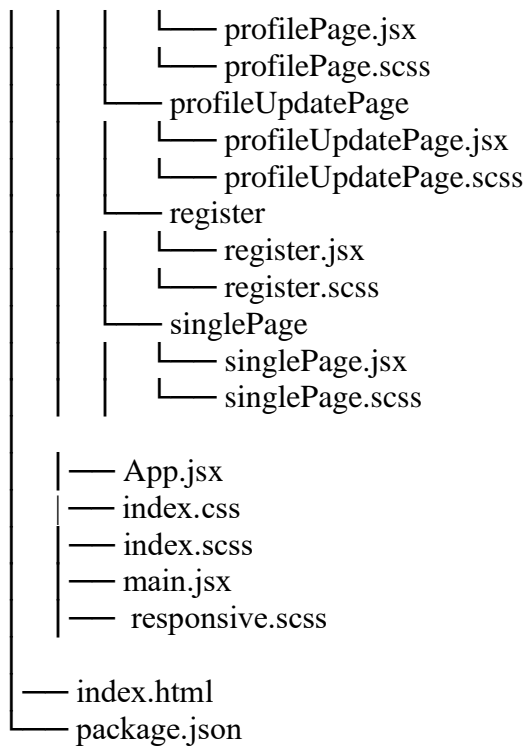 profilePage.jsx
profilePage.scss
profileUpdatePage
profileUpdatePage.jsx
profileUpdatePage.scss
register
register.jsx
register.scss
singlePage
singlePage.jsx
singlePage.scss
App.jsx
index.css
index.scss
main.jsx
responsive.scss
index.html
package.json